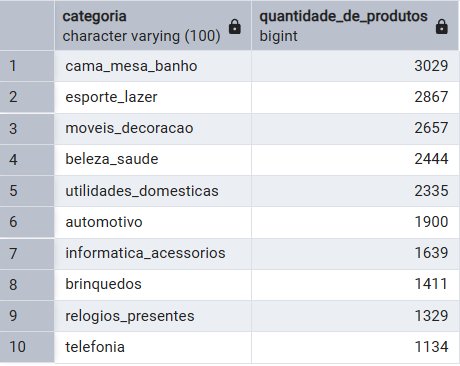 categoria quantidade_de_produtos
character varying (100) bigint
1 cama_mesa_banho 3029
2 esporte_lazer 2867
3 moveis_decoracao 2657
4 beleza_saude 2444
5 utilidades_domesticas 2335
6 automotivo 1900
7 informatica_acessorios 1639
8 brinquedos 1411
9 relogios_presentes 1329
10 telefonia 1134